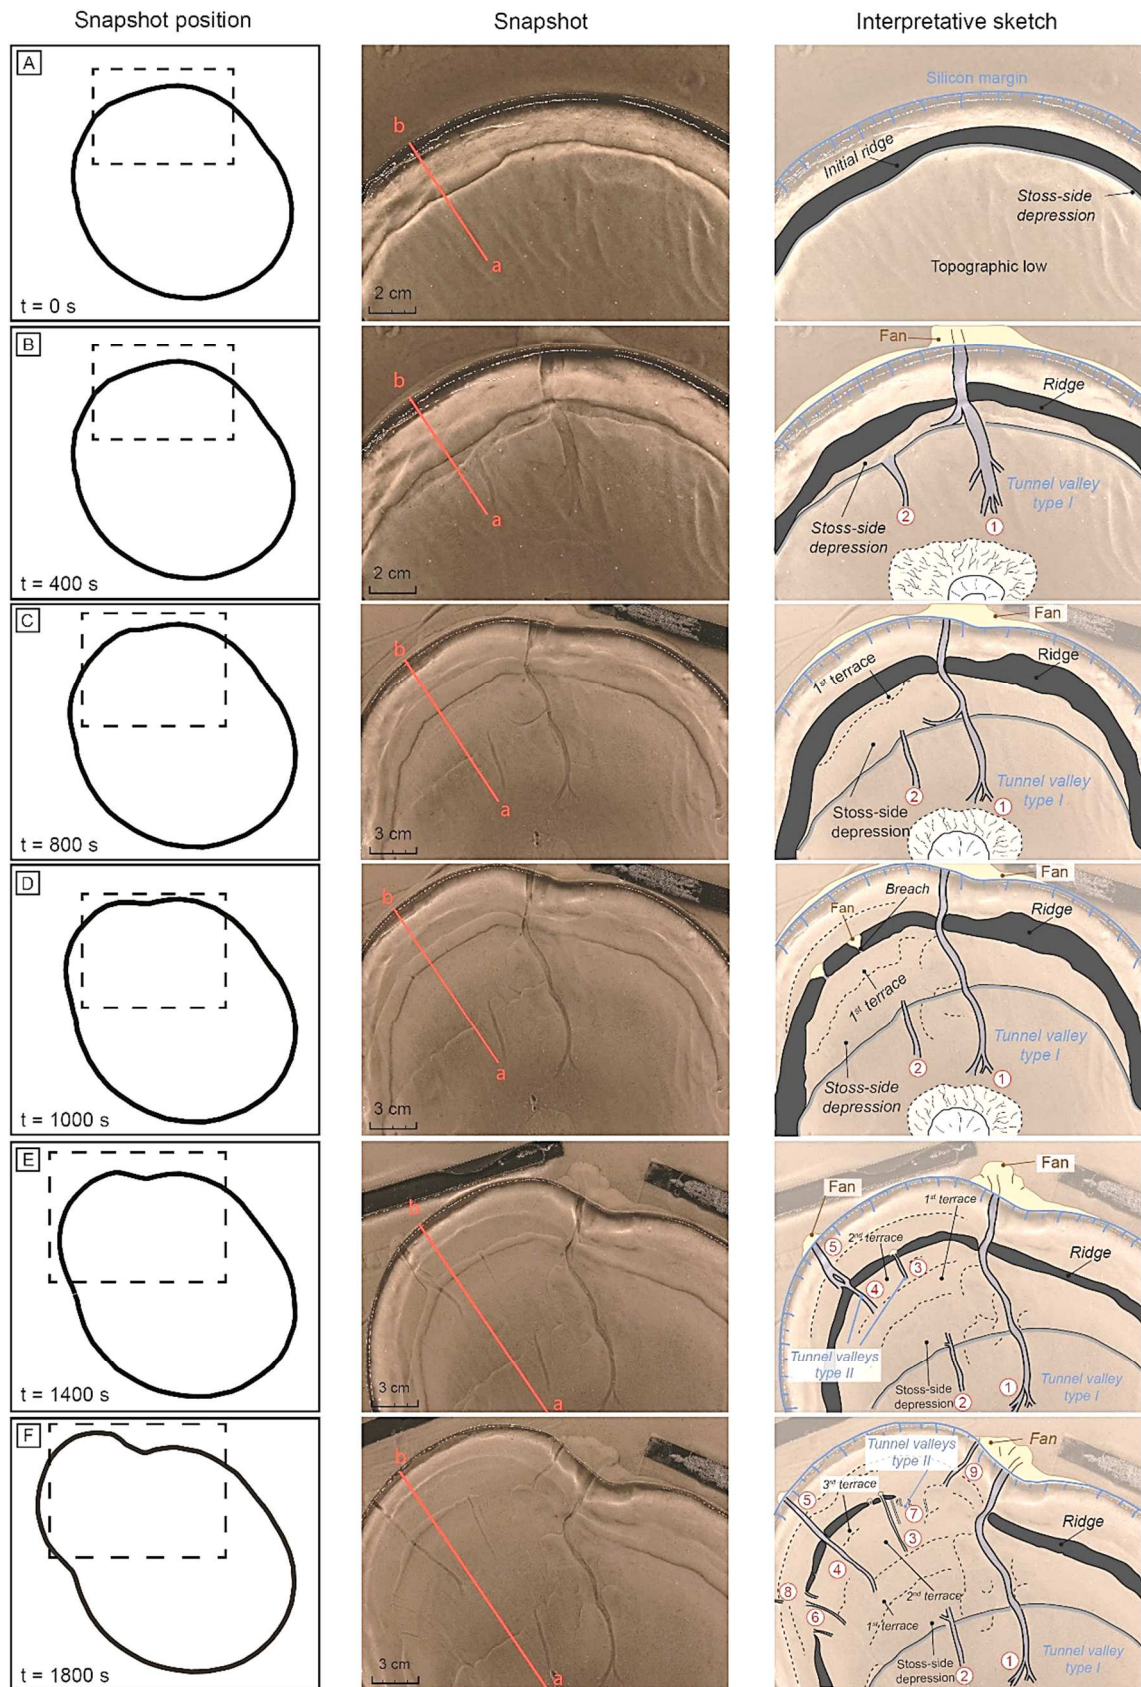 Snapshot position
Snapshot
Interpretative sketch
A
t = 0 s
b
a
2 cm
Silicon margin
Initial ridge
Stoss-side
depression
Topographic low
B
t = 400 s
b
a
2 cm
Fan
Ridge
Tunnel valley
type I
Stoss-side
depression
2
1
C
t = 800 s
b
a
3 cm
Fan
Ridge
1st terrace
Tunnel valley
type I
Stoss-side
depression
2
1
D
t = 1000 s
b
a
3 cm
Fan
Breach
Fan
Ridge
1st terrace
Tunnel valley
type I
Stoss-side
depression
2
1
E
t = 1400 s
b
a
3 cm
Fan
Fan
1st terrace
2nd terrace
Ridge
5
3
4
Tunnel valleys
type II
Stoss-side
depression
Tunnel valley
type I
2
1
F
t = 1800 s
b
a
3 cm
Tunnel valleys
type II
Fan
3rd terrace
9
5
7
3
Ridge
4
8
6
2nd terrace
1st terrace
Stoss-side
depression
Tunnel valley
type I
2
1